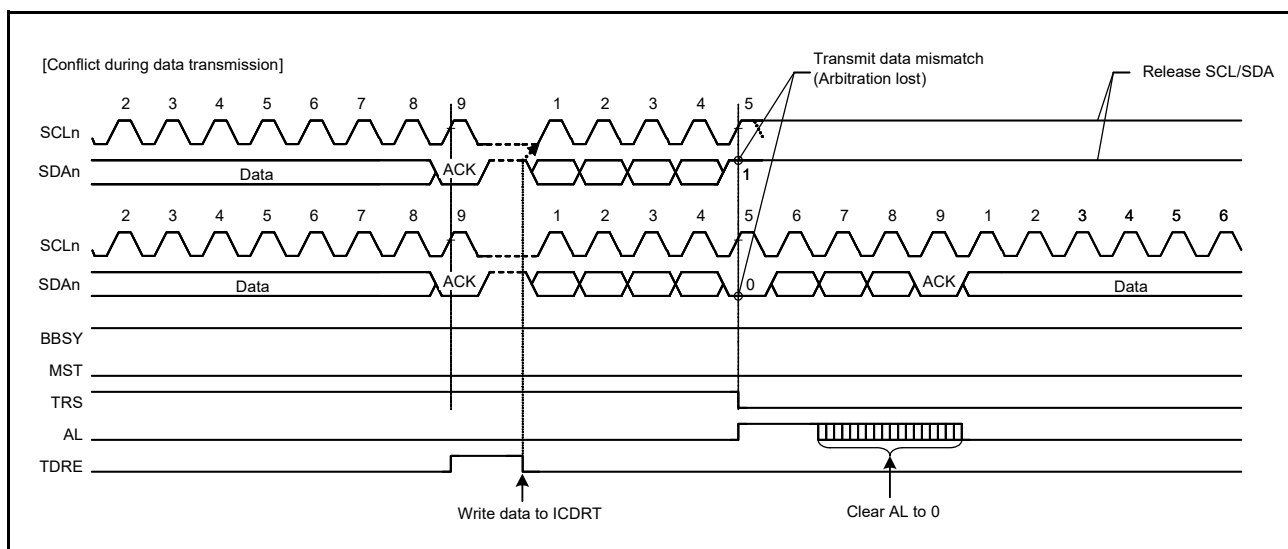 [Conflict during data transmission]
Transmit data mismatch
(Arbitration lost)
Release SCL/SDA
2 3 4 5 6 7 8 9 1 2 3 4 5
SCLn
SDAn Data ACK 1
2 3 4 5 6 7 8 9 1 2 3 4 5 6 7 8 9 1 2 3 4 5 6
SCLn
SDAn Data ACK 0 ACK Data
BBSY
MST
TRS
AL
TDRE
Write data to ICDRT Clear AL to 0